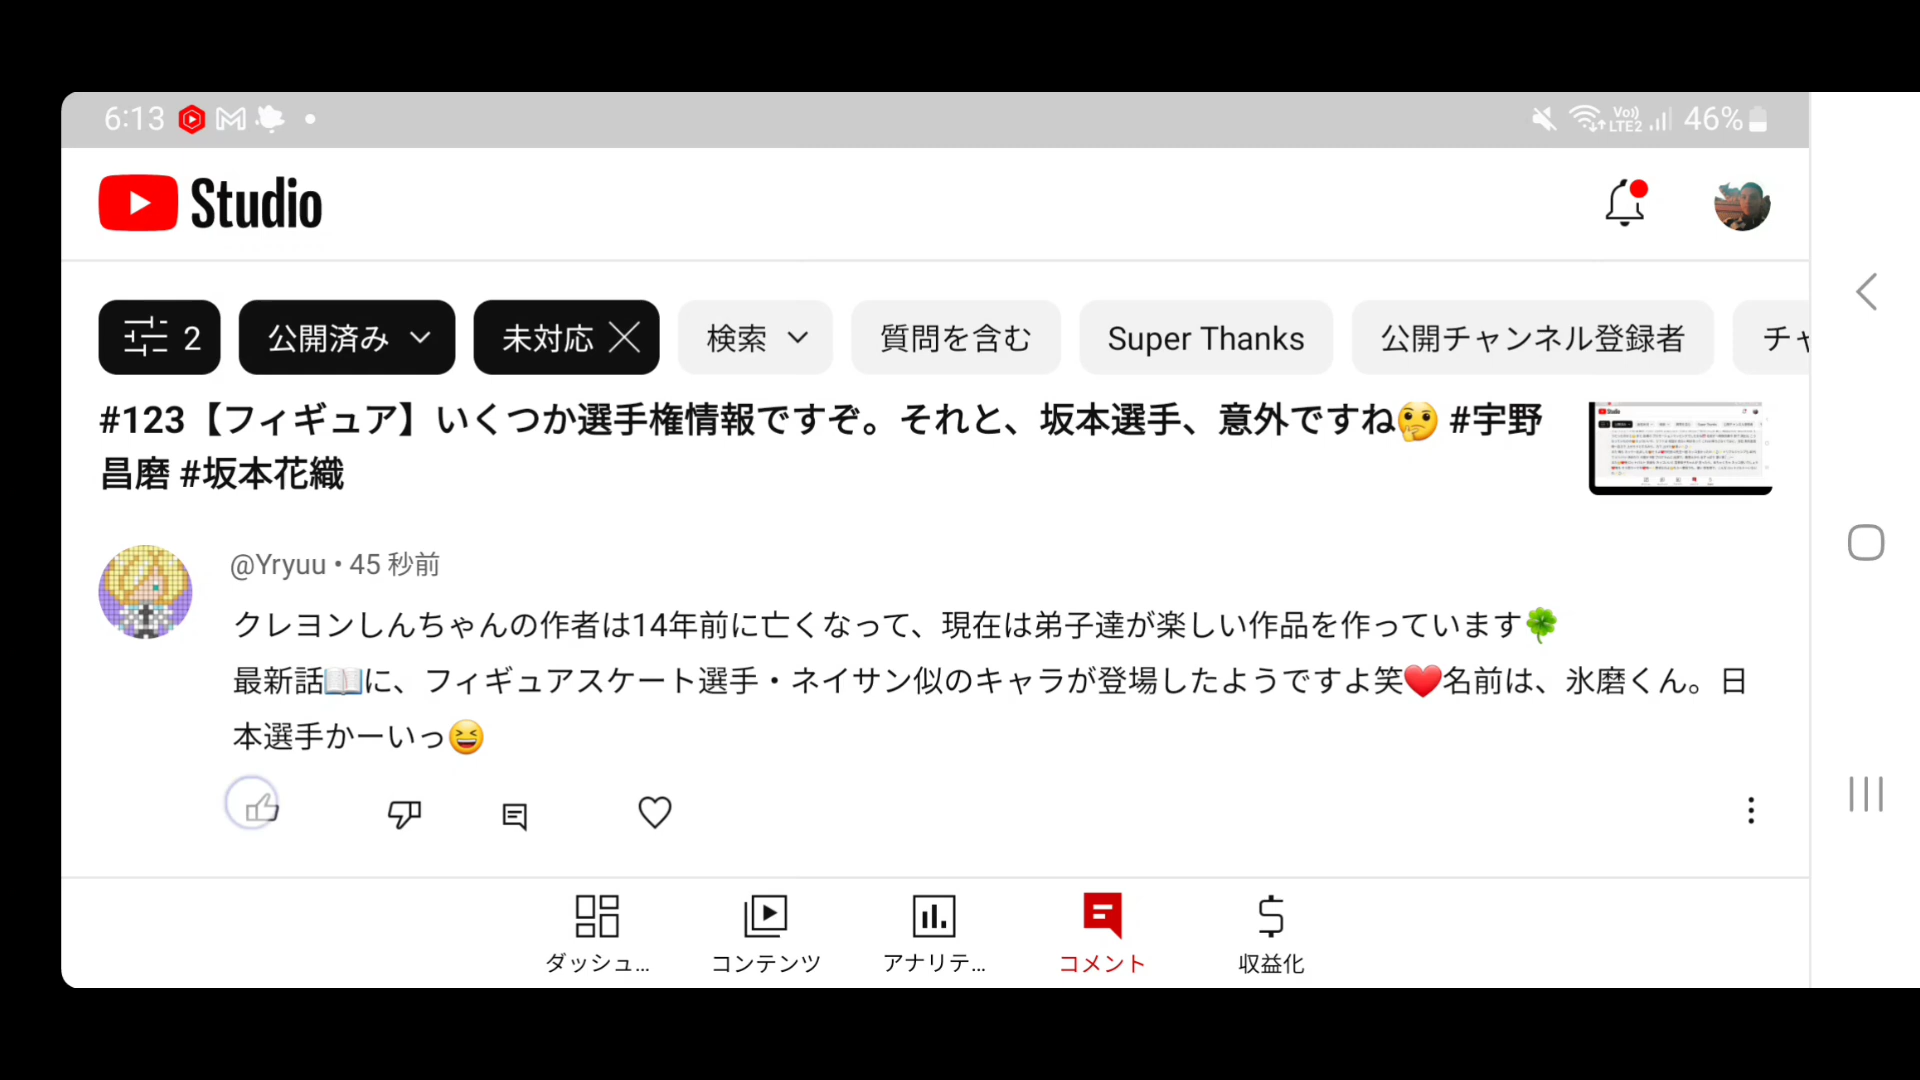 6:13
Vo))
LTE2
46%
Studio
2
公開済み
未対応
検索
質問を含む
Super Thanks
公開チャンネル登録者
チャ
#123【フィギュア】いくつか選手権情報ですぞ。それと、坂本選手、意外ですね🤔 #宇野
昌磨 #坂本花織
@Yryuu • 45 秒前
クレヨンしんちゃんの作者は14年前に亡くなって、現在は弟子達が楽しい作品を作っています🍀
最新話📖に、フィギュアスケート選手・ネイサン似のキャラが登場したようですよ笑❤️名前は、氷磨くん。日
本選手かーいっ😆
ダッシュ...
コンテンツ
アナリテ...
コメント
収益化